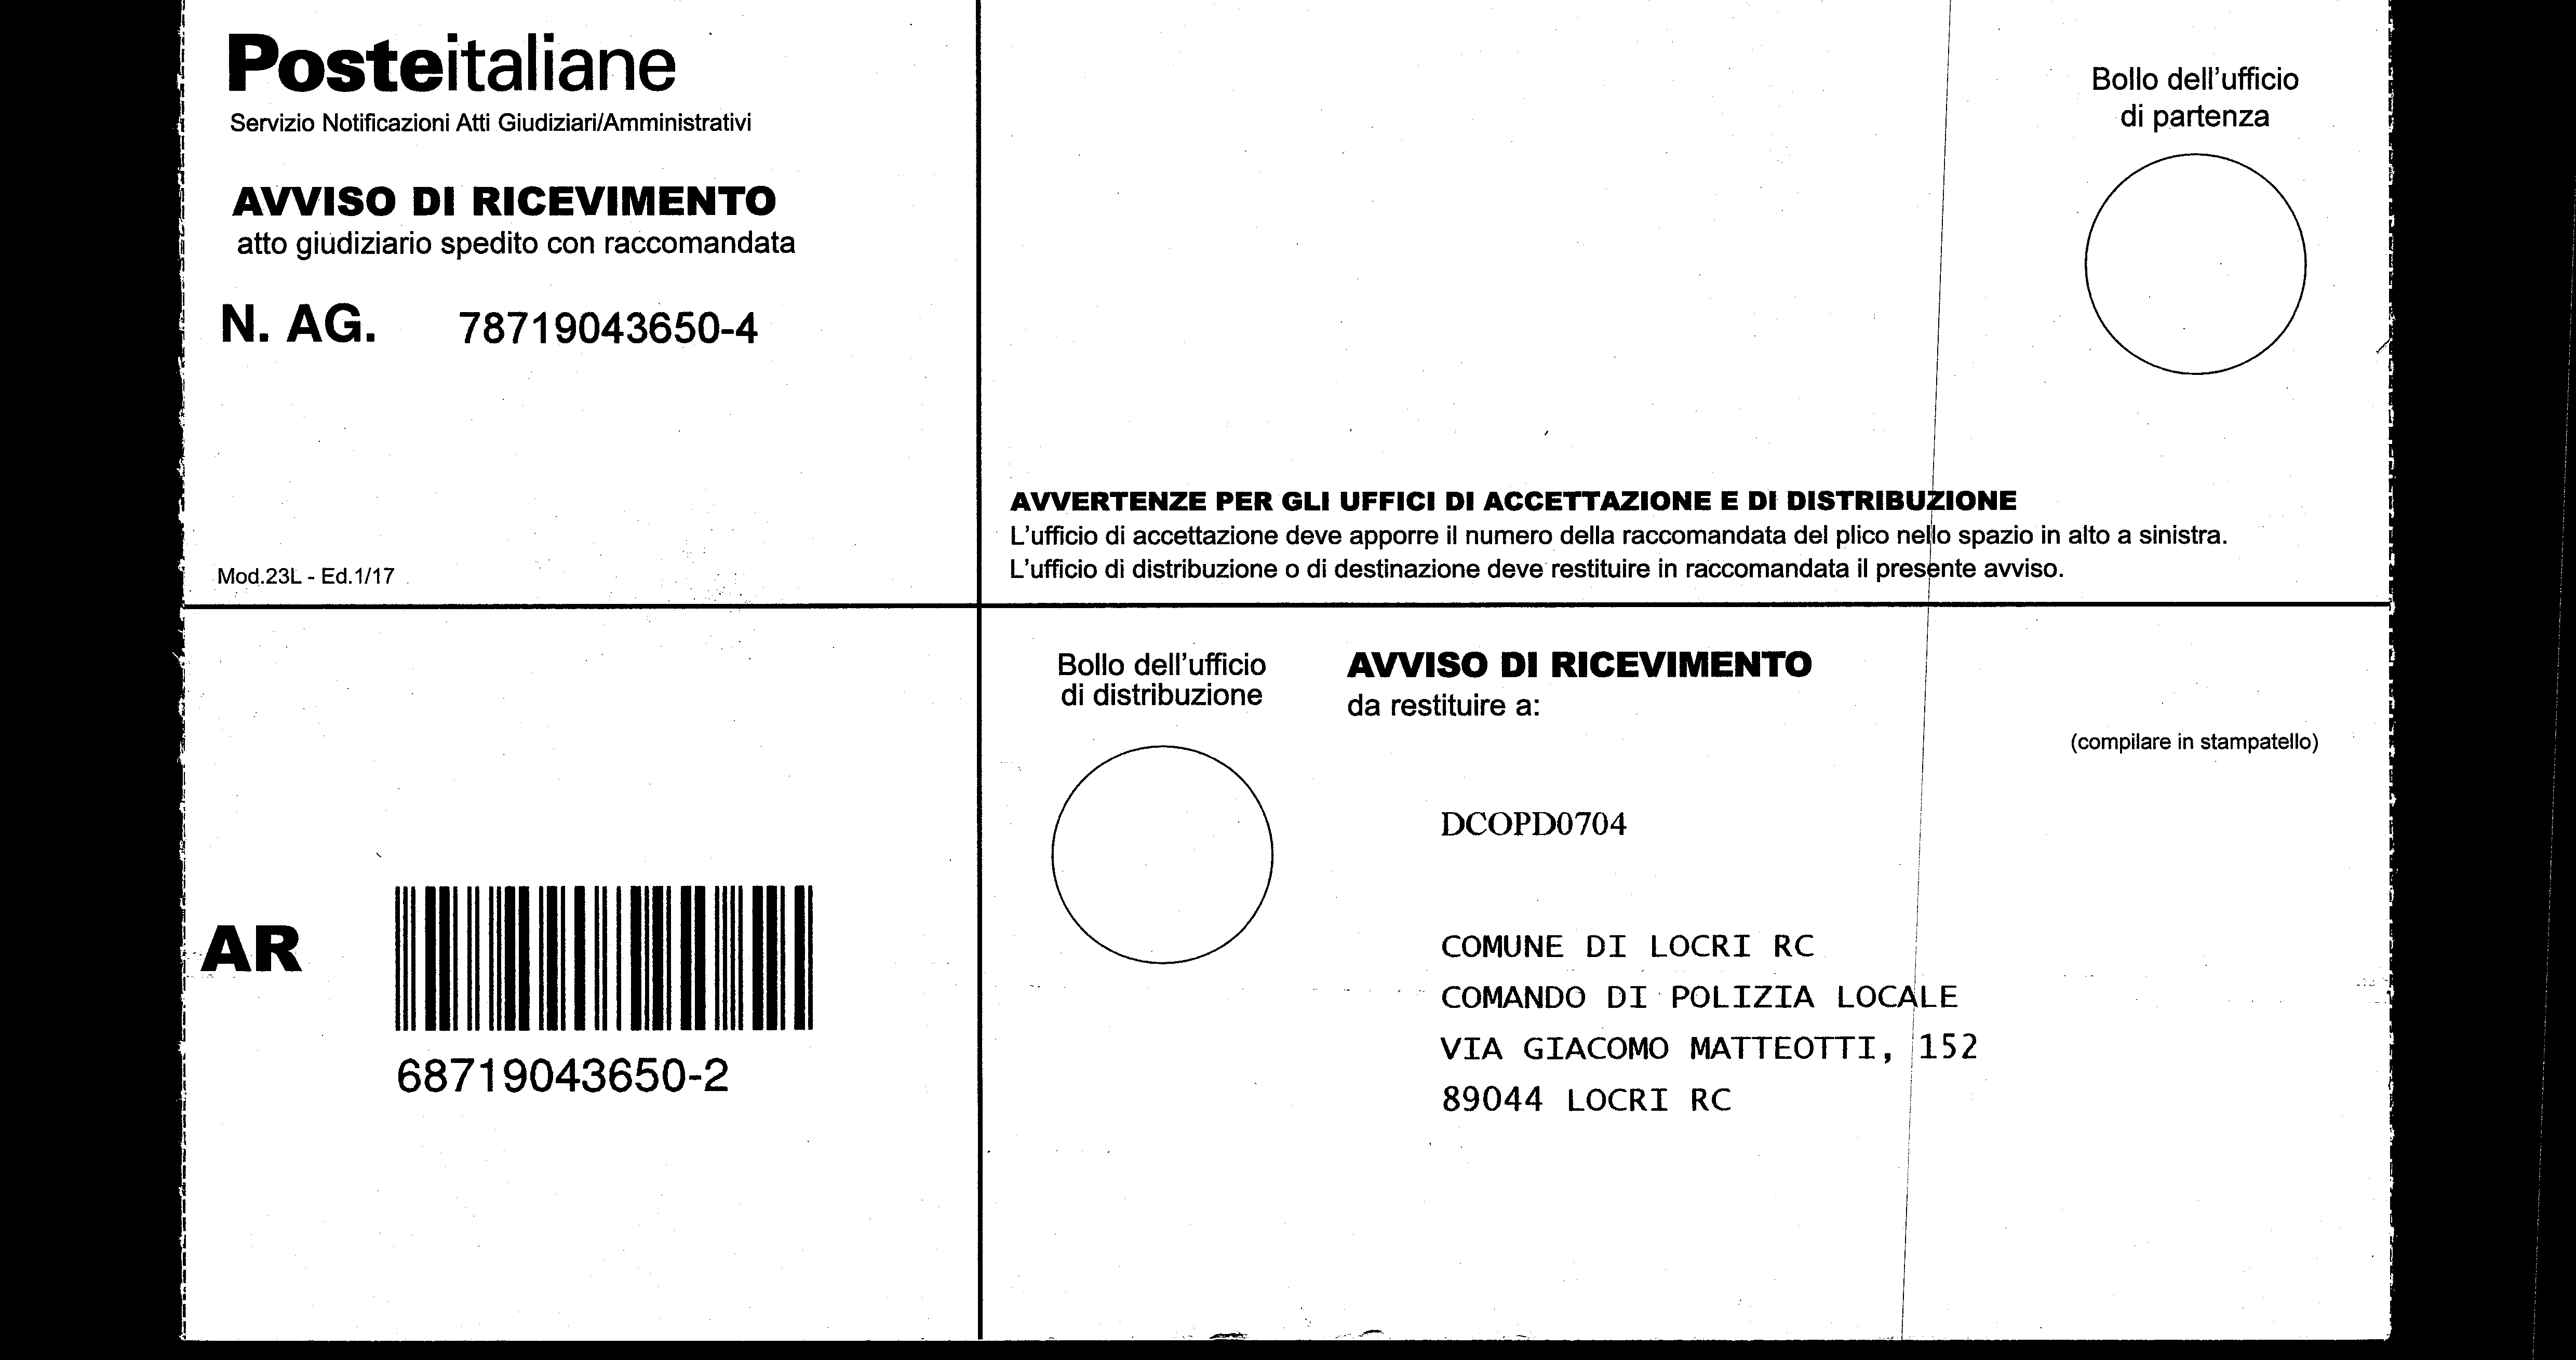 Posteitaliane
Servizio Notificazioni Atti Giudiziari/Amministrativi
AVVISO DI RICEVIMENTO
atto giudiziario spedito con raccomandata
N. AG. 78719043650-4
Mod.23L - Ed.1/17
Bollo dell'ufficio
di partenza
AVVERTENZE PER GLI UFFICI DI ACCETTAZIONE E DI DISTRIBUZIONE
L'ufficio di accettazione deve apporre il numero della raccomandata del plico nello spazio in alto a sinistra.
L'ufficio di distribuzione o di destinazione deve restituire in raccomandata il presente avviso.
AR
68719043650-2
Bollo dell'ufficio
di distribuzione
AVVISO DI RICEVIMENTO
da restituire a:
(compilare in stampatello)
DCOPD0704
COMUNE DI LOCRI RC
COMANDO DI POLIZIA LOCALE
VIA GIACOMO MATTEOTTI, 152
89044 LOCRI RC